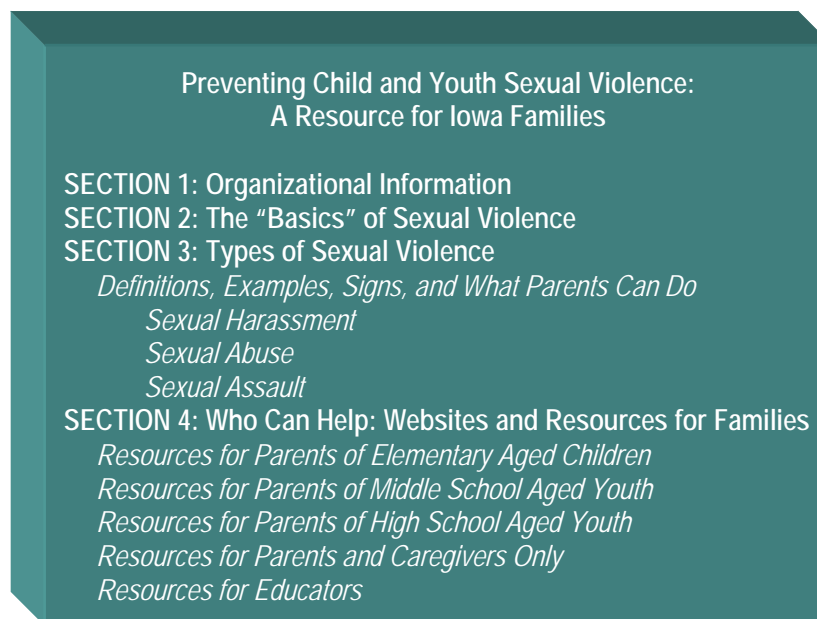 Preventing Child and Youth Sexual Violence:
A Resource for Iowa Families
SECTION 1: Organizational Information
SECTION 2: The “Basics” of Sexual Violence
SECTION 3: Types of Sexual Violence
Definitions, Examples, Signs, and What Parents Can Do
Sexual Harassment
Sexual Abuse
Sexual Assault
SECTION 4: Who Can Help: Websites and Resources for Families
Resources for Parents of Elementary Aged Children
Resources for Parents of Middle School Aged Youth
Resources for Parents of High School Aged Youth
Resources for Parents and Caregivers Only
Resources for Educators